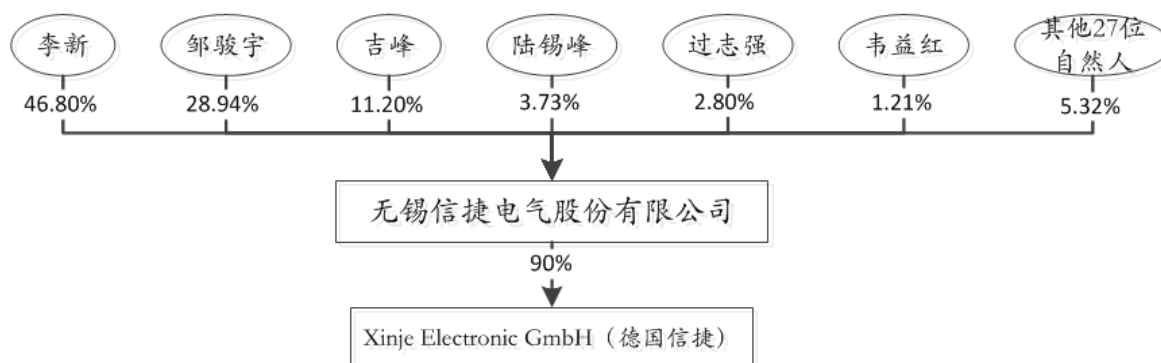 李新
邹骏宇
吉峰
陆锡峰
过志强
韦益红
其他27位
自然人
46.80%
28.94%
11.20%
3.73%
2.80%
1.21%
5.32%
无锡信捷电气股份有限公司
90%
Xinje Electronic GmbH（德国信捷）